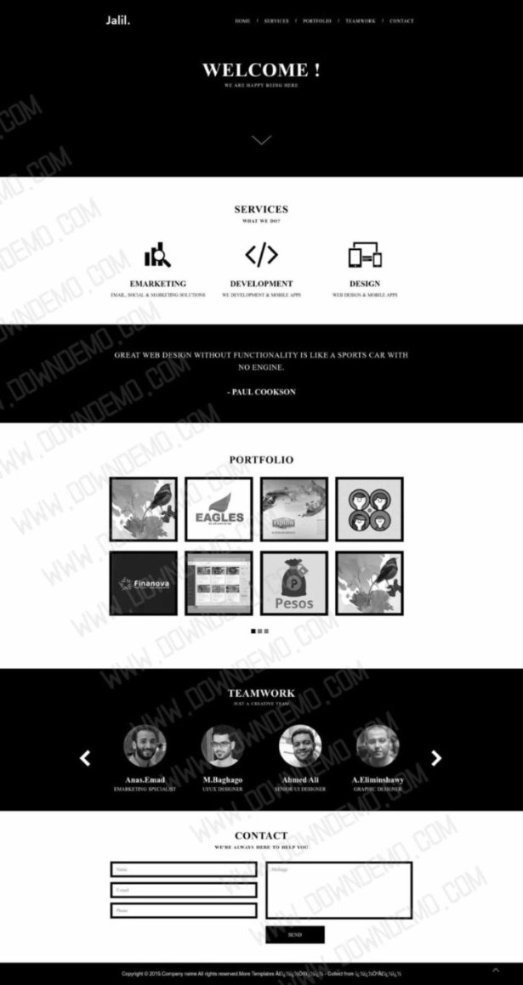 Jalil.
HOME / SERVICES / PORTFOLIO / TEAMWORK / CONTACT
WELCOME !
WE ARE HAPPY BEING HERE
SERVICES
WHAT WE DO?
EMARKETING
DEVELOPMENT
DESIGN
EMAIL, SOCIAL & MARKETING SOLUTIONS
WE DEVELOPMENT & MOBILE APPS
WEB DESIGN & MOBILE APPS
GREAT WEB DESIGN WITHOUT FUNCTIONALITY IS LIKE A SPORTS CAR WITH
NO ENGINE.
- PAUL COOKSON
PORTFOLIO
EAGLES
Finanova
Pesos
TEAMWORK
JUST A CREATIVE TEAM
Anas.Emad
M.Baghago
Ahmed Ali
A.Eliminshawy
EMARKETING SPECIALIST
UI/UX DESIGNER
SENIOR UI DESIGNER
GRAPHIC DESIGNER
CONTACT
WE'RE ALWAYS HERE TO HELP YOU
Name
Message
Email
Phone
SEND
Copyright © 2016.Company name All rights reserved.More Templates - Collect from
WWW.DOWNDEMO.COM